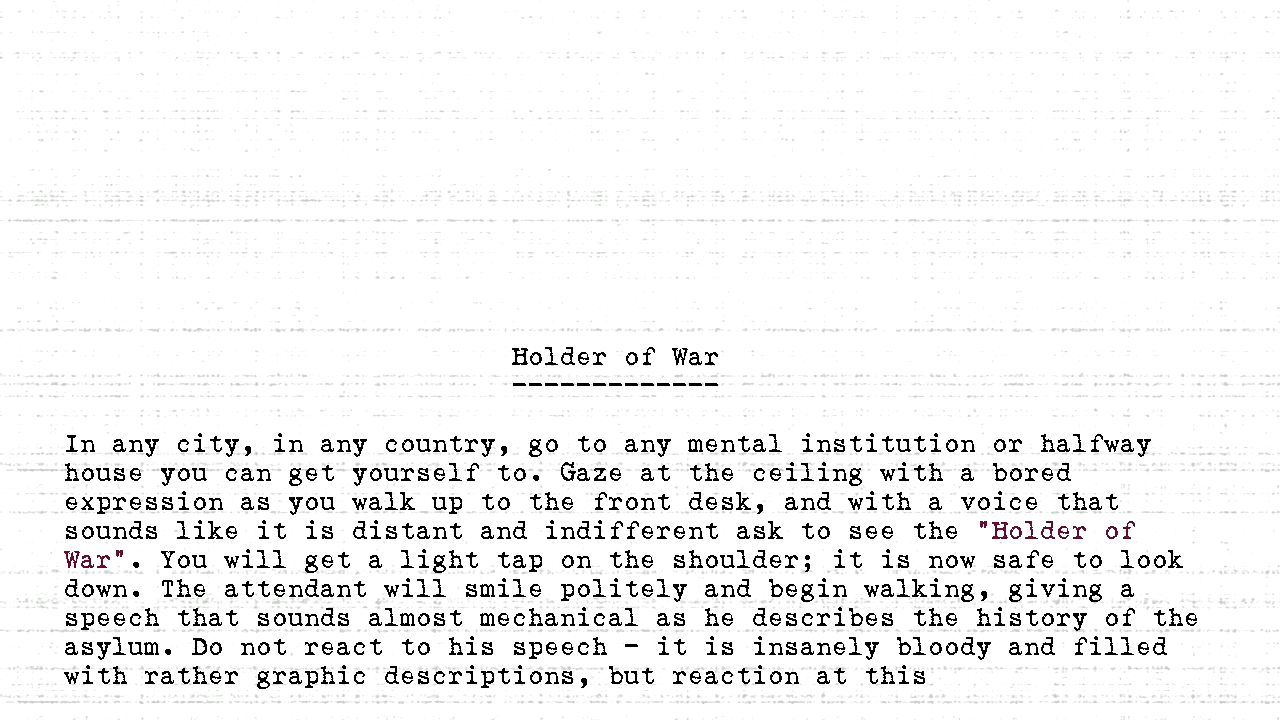 Holder of War
-------------
In any city, in any country, go to any mental institution or halfway
house you can get yourself to. Gaze at the ceiling with a bored
expression as you walk up to the front desk, and with a voice that
sounds like it is distant and indifferent ask to see the "Holder of
War". You will get a light tap on the shoulder; it is now safe to look
down. The attendant will smile politely and begin walking, giving a
speech that sounds almost mechanical as he describes the history of the
asylum. Do not react to his speech - it is insanely bloody and filled
with rather graphic descriptions, but reaction at this